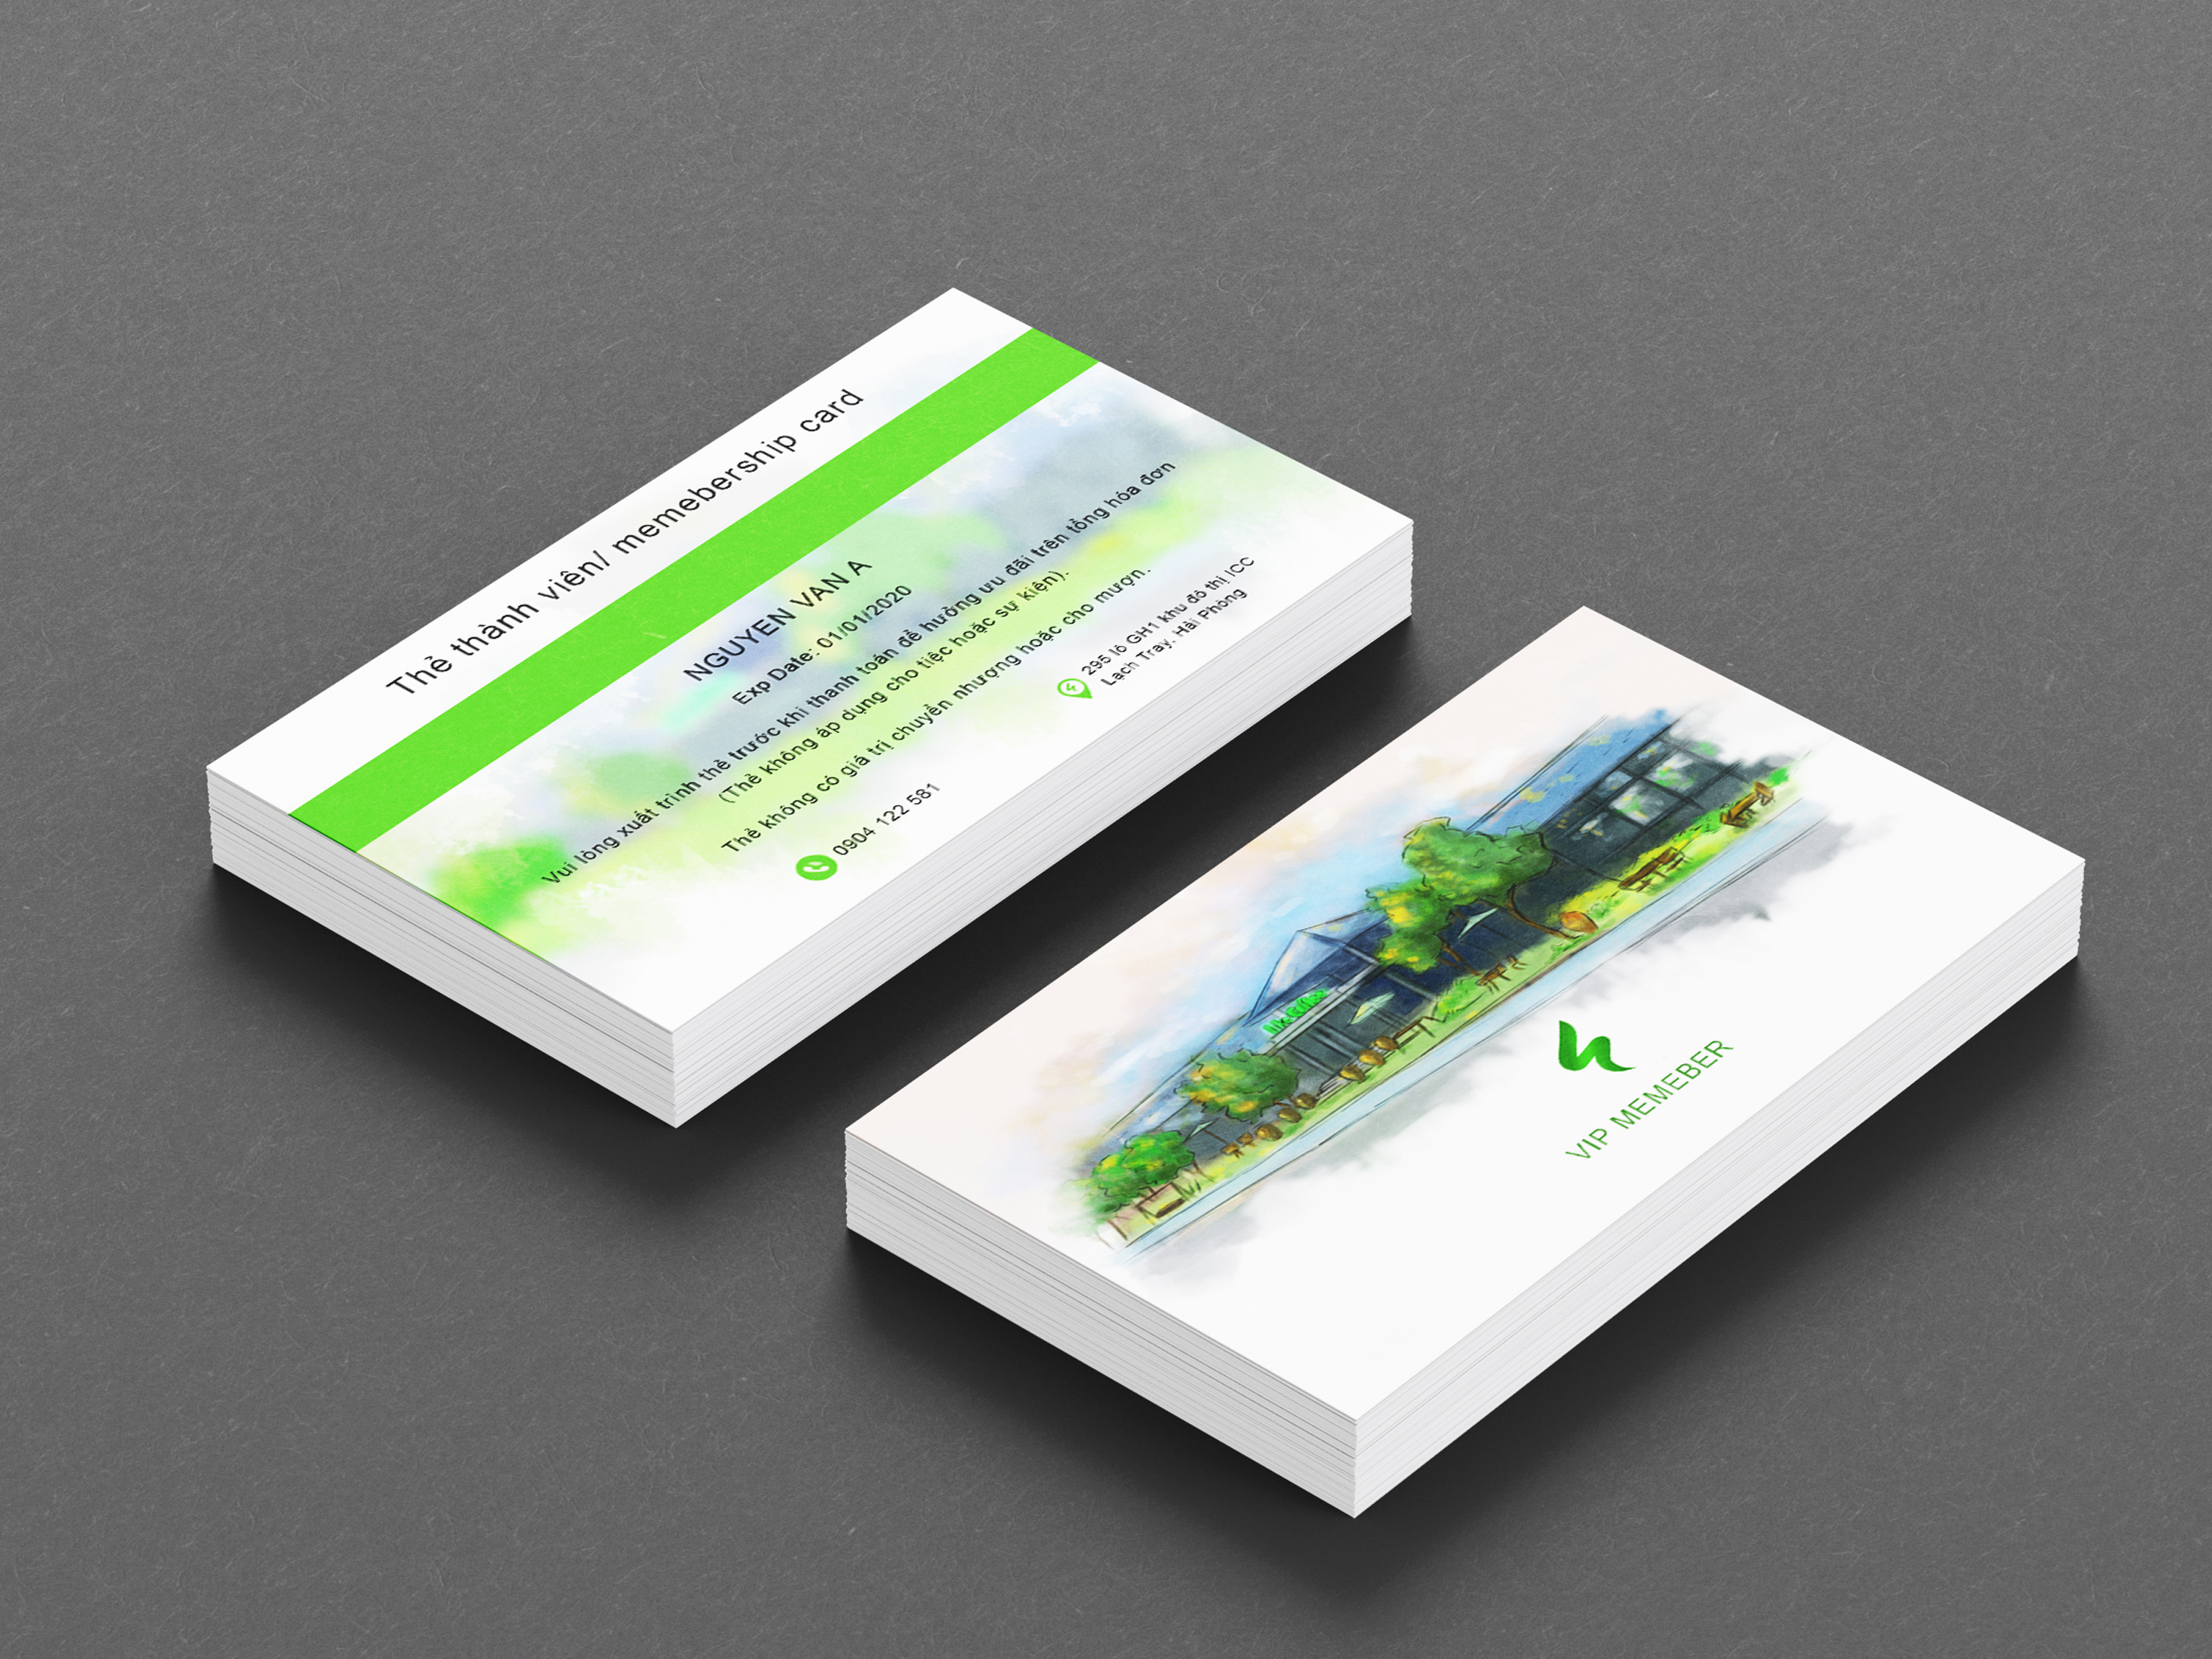 Thẻ thành viên/ memebership card
NGUYEN VAN A
Exp Date: 01/01/2020
Vui lòng xuất trình thẻ trước khi thanh toán để hưởng ưu đãi trên tổng hóa đơn
(Thẻ không áp dụng cho tiệc hoặc sự kiện).
Thẻ không có giá trị chuyển nhượng hoặc cho mượn.
0904 122 581
295 lô GH1 khu đô thị ICC
Lạch Tray. Hải Phòng
VIP MEMEBER